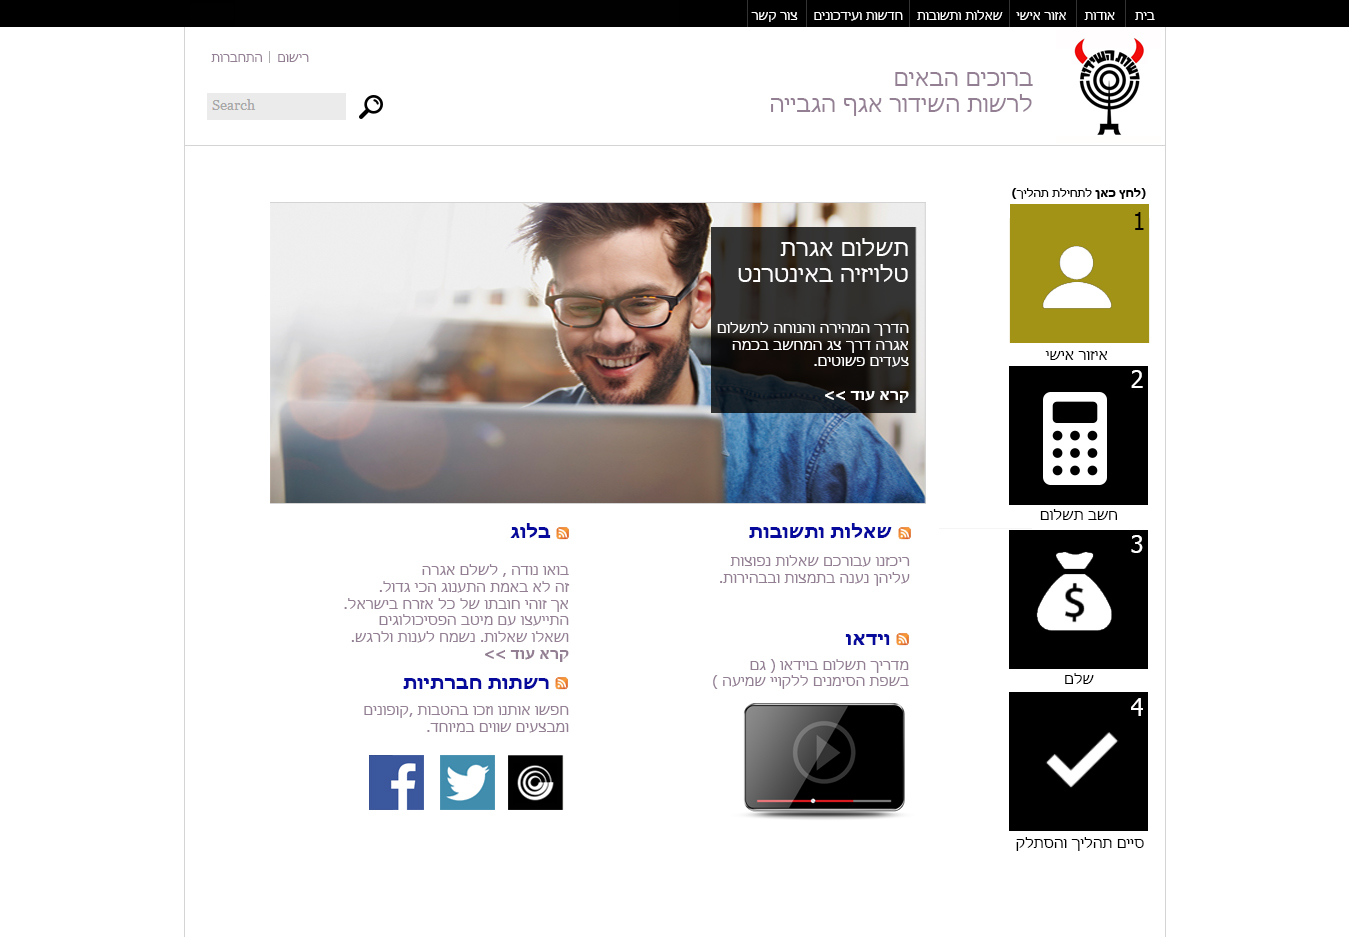 בית
אודות
אזור אישי
שאלות ותשובות
חדשות ועידכונים
צור קשר
רשות השידור
ברוכים הבאים
לרשות השידור אגף הגבייה
רישום | התחברות
Search
(לחץ כאן לתחילת תהליך)
1
איזור אישי
2
חשב תשלום
3
$
שלם
4
סיים תהליך והסתלק
תשלום אגרת
טלויזיה באינטרנט
הדרך המהירה והנוחה לתשלום
אגרה דרך צג המחשב בכמה
צעדים פשוטים.
קרא עוד >>
שאלות ותשובות
ריכזנו עבורכם שאלות נפוצות
עליהן נענה בתמצות ובבהירות.
וידאו
מדריך תשלום בוידאו ( גם
בשפת הסימנים ללקויי שמיעה )
בלוג
בואו נודה , לשלם אגרה
זה לא באמת התענוג הכי גדול.
אך זוהי חובתו של כל אזרח בישראל.
התייעצו עם מיטב הפסיכולוגים
ושאלו שאלות. נשמח לענות ולרגש.
קרא עוד >>
רשתות חברתיות
חפשו אותנו וזכו בהטבות ,קופונים
ומבצעים שווים במיוחד.